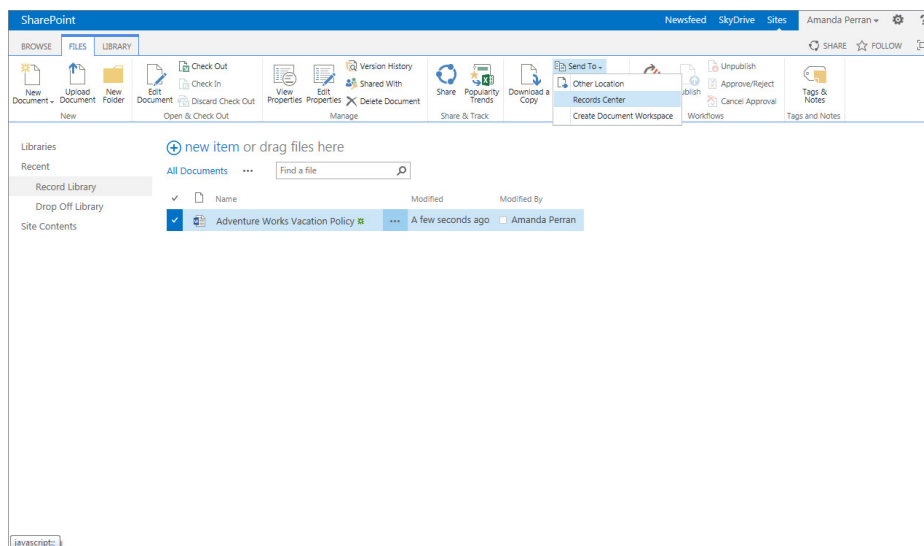 SharePoint
Newsfeed SkyDrive Sites Amanda Perran ?
BROWSE FILES LIBRARY SHARE FOLLOW
New Document
Upload Document
New Folder
New
Edit Document
Check Out
Check In
Discard Check Out
Open & Check Out
View Properties
Edit Properties
Version History
Shared With
Delete Document
Manage
Share
Popularity Trends
Share & Track
Download a Copy
Send To
Other Location
Records Center
Create Document Workspace
Unpublish
Approve/Reject
Cancel Approval
Workflows
Tags & Notes
Tags and Notes
Libraries
Recent
Record Library
Drop Off Library
Site Contents
new item or drag files here
All Documents ... Find a file
Name Modified Modified By
Adventure Works Vacation Policy ... A few seconds ago Amanda Perran
javascript:;